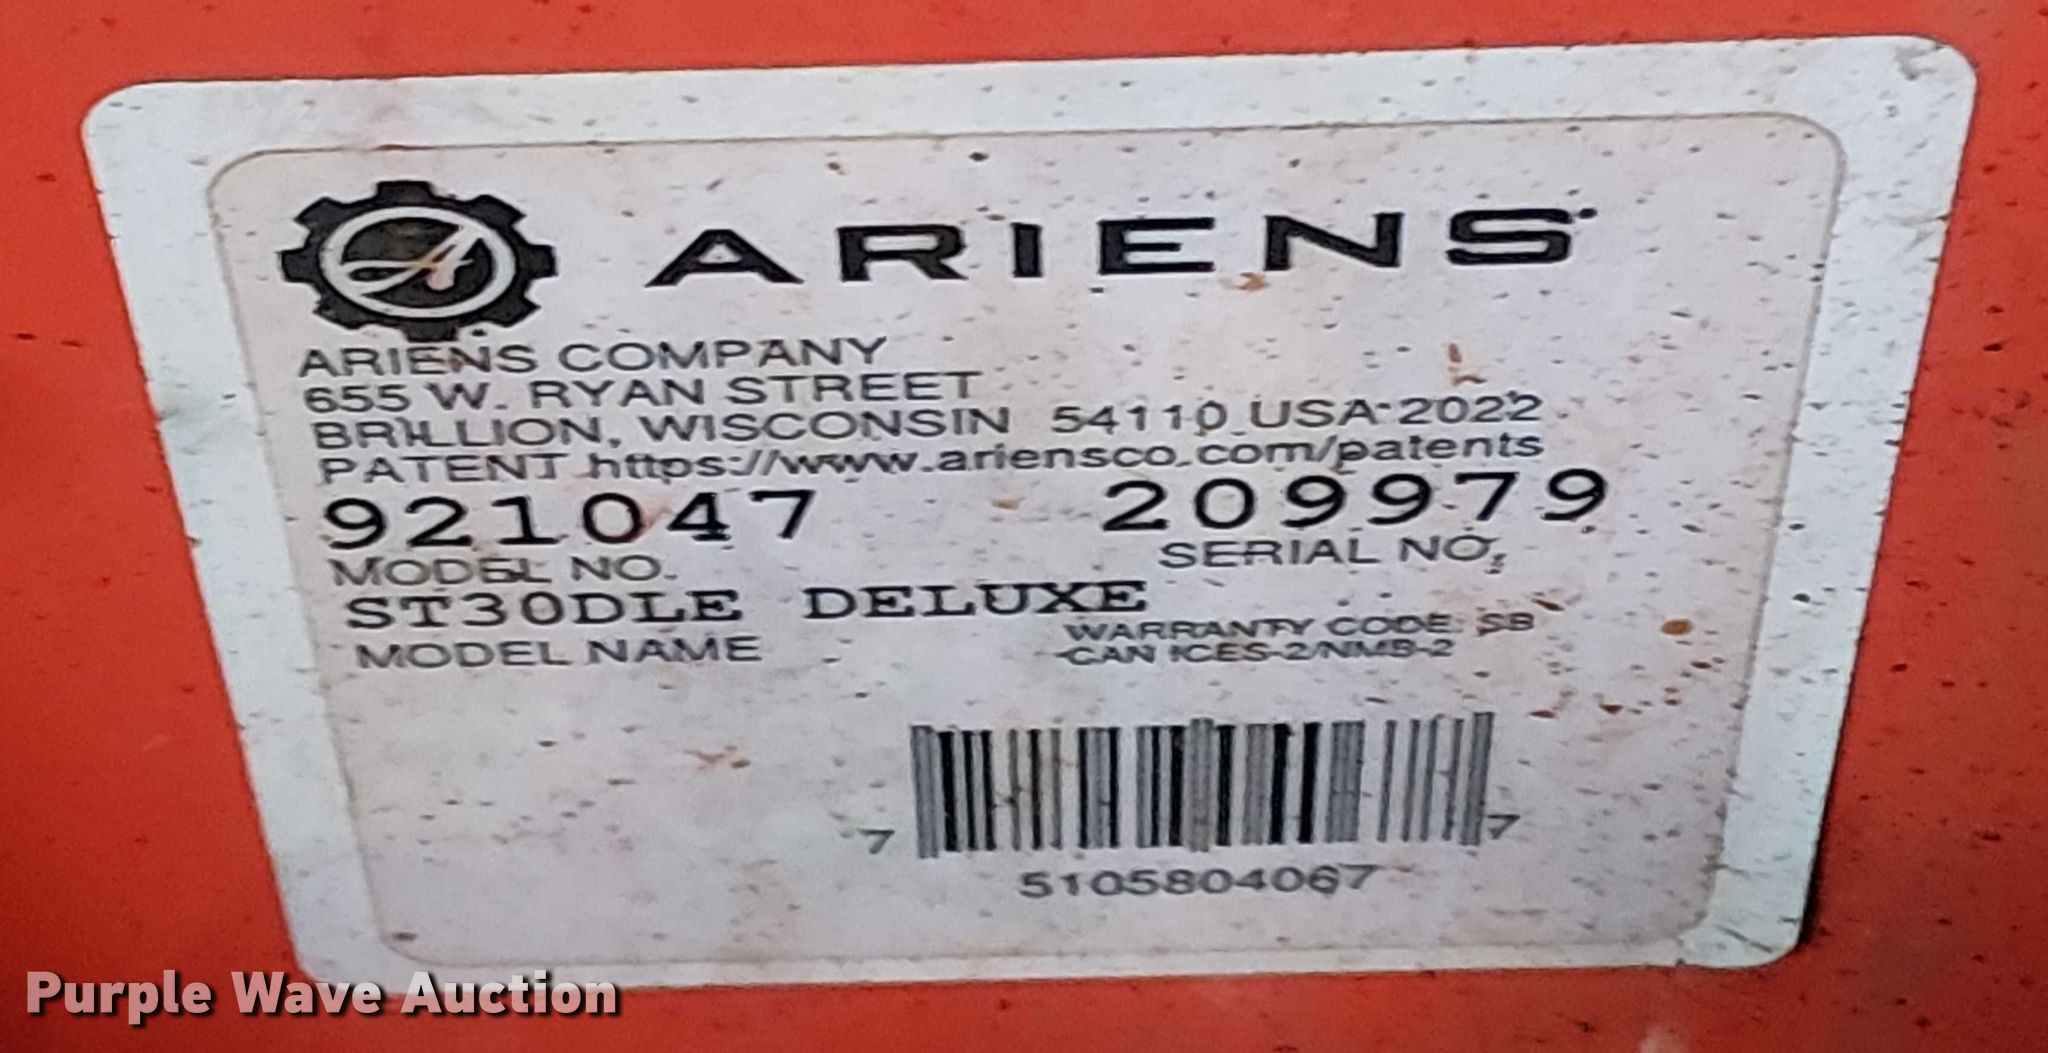 ARIENS
ARIENS COMPANY
655 W. RYAN STREET
BRILLION, WISCONSIN 54110 USA 2022
PATENT https://www.ariensco.com/patents
921047 209979
MODEL NO. SERIAL NO.
ST30DLE DELUXE
MODEL NAME
WARRANTY CODE: SB
CAN ICES-2/NMB-2
7 7
5105804067
Purple Wave Auction